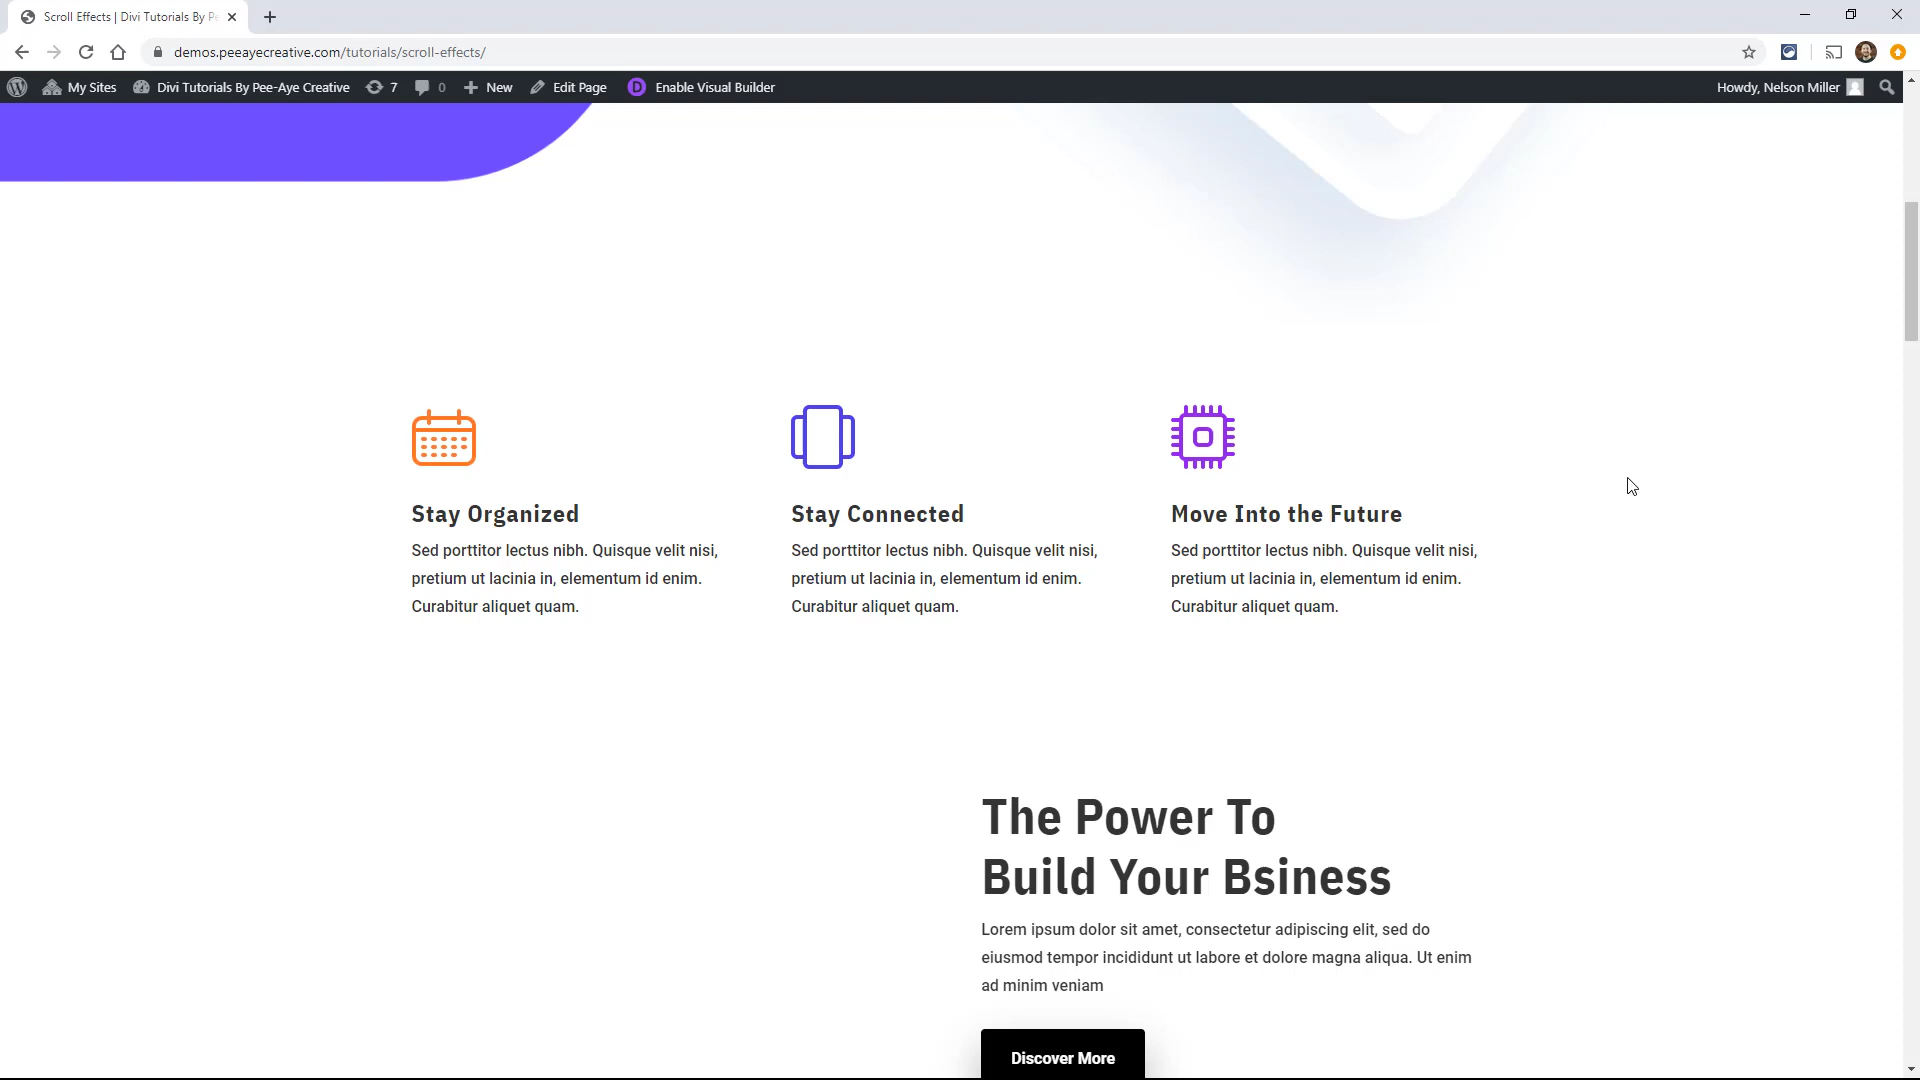 Scroll Effects | Divi Tutorials By Pe
demos.peeayecreative.com/tutorials/scroll-effects/
My Sites Divi Tutorials By Pee-Aye Creative 7 0 New Edit Page D Enable Visual Builder Howdy, Nelson Miller
Stay Organized
Sed porttitor lectus nibh. Quisque velit nisi,
pretium ut lacinia in, elementum id enim.
Curabitur aliquet quam.
Stay Connected
Sed porttitor lectus nibh. Quisque velit nisi,
pretium ut lacinia in, elementum id enim.
Curabitur aliquet quam.
Move Into the Future
Sed porttitor lectus nibh. Quisque velit nisi,
pretium ut lacinia in, elementum id enim.
Curabitur aliquet quam.
The Power To
Build Your Bsiness
Lorem ipsum dolor sit amet, consectetur adipiscing elit, sed do
eiusmod tempor incididunt ut labore et dolore magna aliqua. Ut enim
ad minim veniam
Discover More